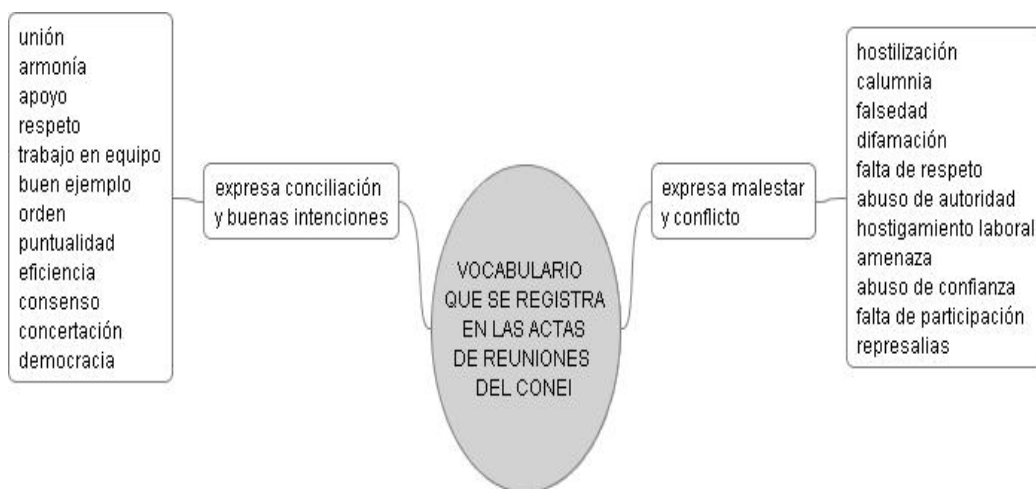 unión
armonía
apoyo
respeto
trabajo en equipo
buen ejemplo
orden
puntualidad
eficiencia
consenso
concertación
democracia
expresa conciliación
y buenas intenciones
VOCABULARIO
QUE SE REGISTRA
EN LAS ACTAS
DE REUNIONES
DEL CONEI
expresa malestar
y conflicto
hostilización
calumnia
falsedad
difamación
falta de respeto
abuso de autoridad
hostigamiento laboral
amenaza
abuso de confianza
falta de participación
represalias